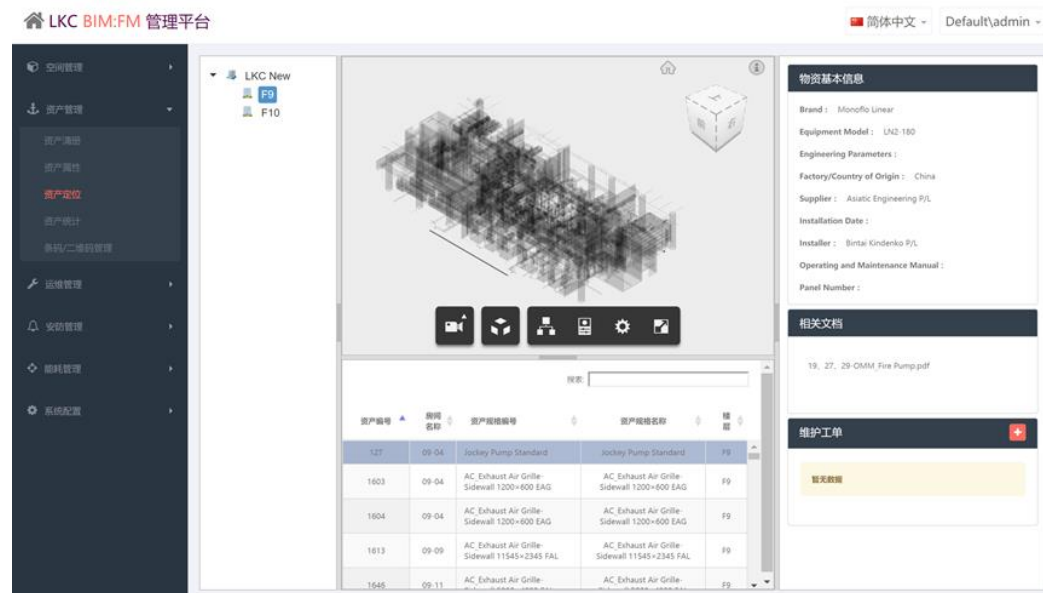 LKC BIM:FM 管理平台
简体中文
Default\admin
空间管理
资产管理
资产清册
资产属性
资产定位
资产统计
条码/二维码管理
运维管理
安防管理
能耗管理
系统配置
LKC New
F9
F10
搜索:
资产编号 房间名称 资产规格编号 资产规格名称 楼层
127 09-04 Jockey Pump Standard Jockey Pump Standard F9
1603 09-04 AC_Exhaust Air Grille- AC_Exhaust Air Grille- F9
Sidewall 1200×600 EAG Sidewall 1200×600 EAG
1604 09-04 AC_Exhaust Air Grille- AC_Exhaust Air Grille- F9
Sidewall 1200×600 EAG Sidewall 1200×600 EAG
1613 09-09 AC_Exhaust Air Grille- AC_Exhaust Air Grille- F9
Sidewall 11545×2345 FAL Sidewall 11545×2345 FAL
1646 09-11 AC_Exhaust Air Grille- AC_Exhaust Air Grille- F9
物资基本信息
Brand : Monoflo Linear
Equipment Model : LN2-180
Engineering Parameters :
Factory/Country of Origin : China
Supplier : Asiatic Engineering P/L
Installation Date :
Installer : Bintai Kindenko P/L
Operating and Maintenance Manual :
Panel Number :
相关文档
19、27、29-OMM_Fire Pump.pdf
维护工单
暂无数据